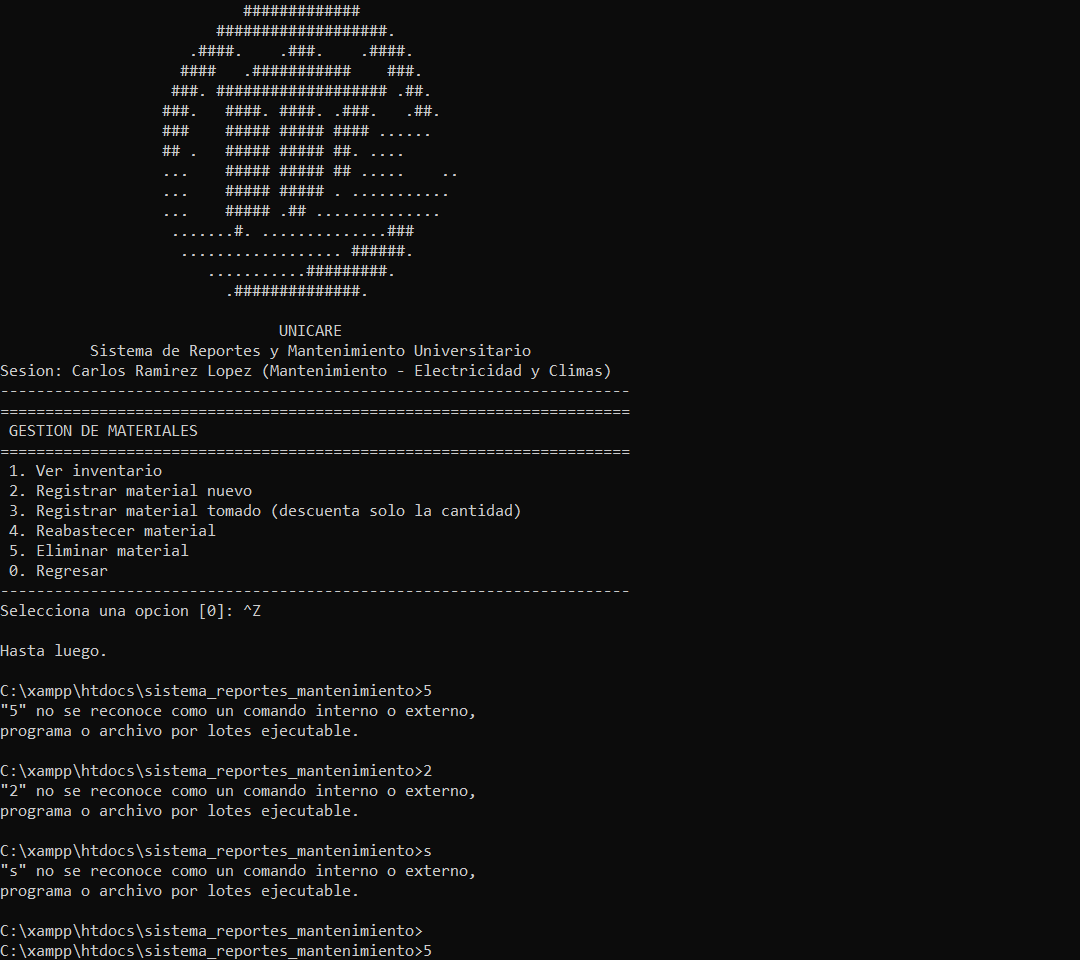 #############
                        ###################.
                     .####.    .###.    .####.
                    ####   .###########    ###.
                   ###. ################### .##.
                  ###.   ####. ####. .###.   .##.
                  ###    ##### ##### #### ......
                  ## .   ##### ##### ##. ....
                  ...    ##### ##### ## .....    ..
                  ...    ##### ##### . ...........
                  ...    ##### .## ..............
                   .......#. ..............###
                    .................. ######.
                       ...........#########.
                         .##############.
                               UNICARE
          Sistema de Reportes y Mantenimiento Universitario
Sesion: Carlos Ramirez Lopez (Mantenimiento - Electricidad y Climas)
----------------------------------------------------------------------
======================================================================
 GESTION DE MATERIALES
======================================================================
 1. Ver inventario
 2. Registrar material nuevo
 3. Registrar material tomado (descuenta solo la cantidad)
 4. Reabastecer material
 5. Eliminar material
 0. Regresar
----------------------------------------------------------------------
Selecciona una opcion [0]: ^Z
Hasta luego.
C:\xampp\htdocs\sistema_reportes_mantenimiento>5
"5" no se reconoce como un comando interno o externo,
programa o archivo por lotes ejecutable.
C:\xampp\htdocs\sistema_reportes_mantenimiento>2
"2" no se reconoce como un comando interno o externo,
programa o archivo por lotes ejecutable.
C:\xampp\htdocs\sistema_reportes_mantenimiento>s
"s" no se reconoce como un comando interno o externo,
programa o archivo por lotes ejecutable.
C:\xampp\htdocs\sistema_reportes_mantenimiento>
C:\xampp\htdocs\sistema_reportes_mantenimiento>5